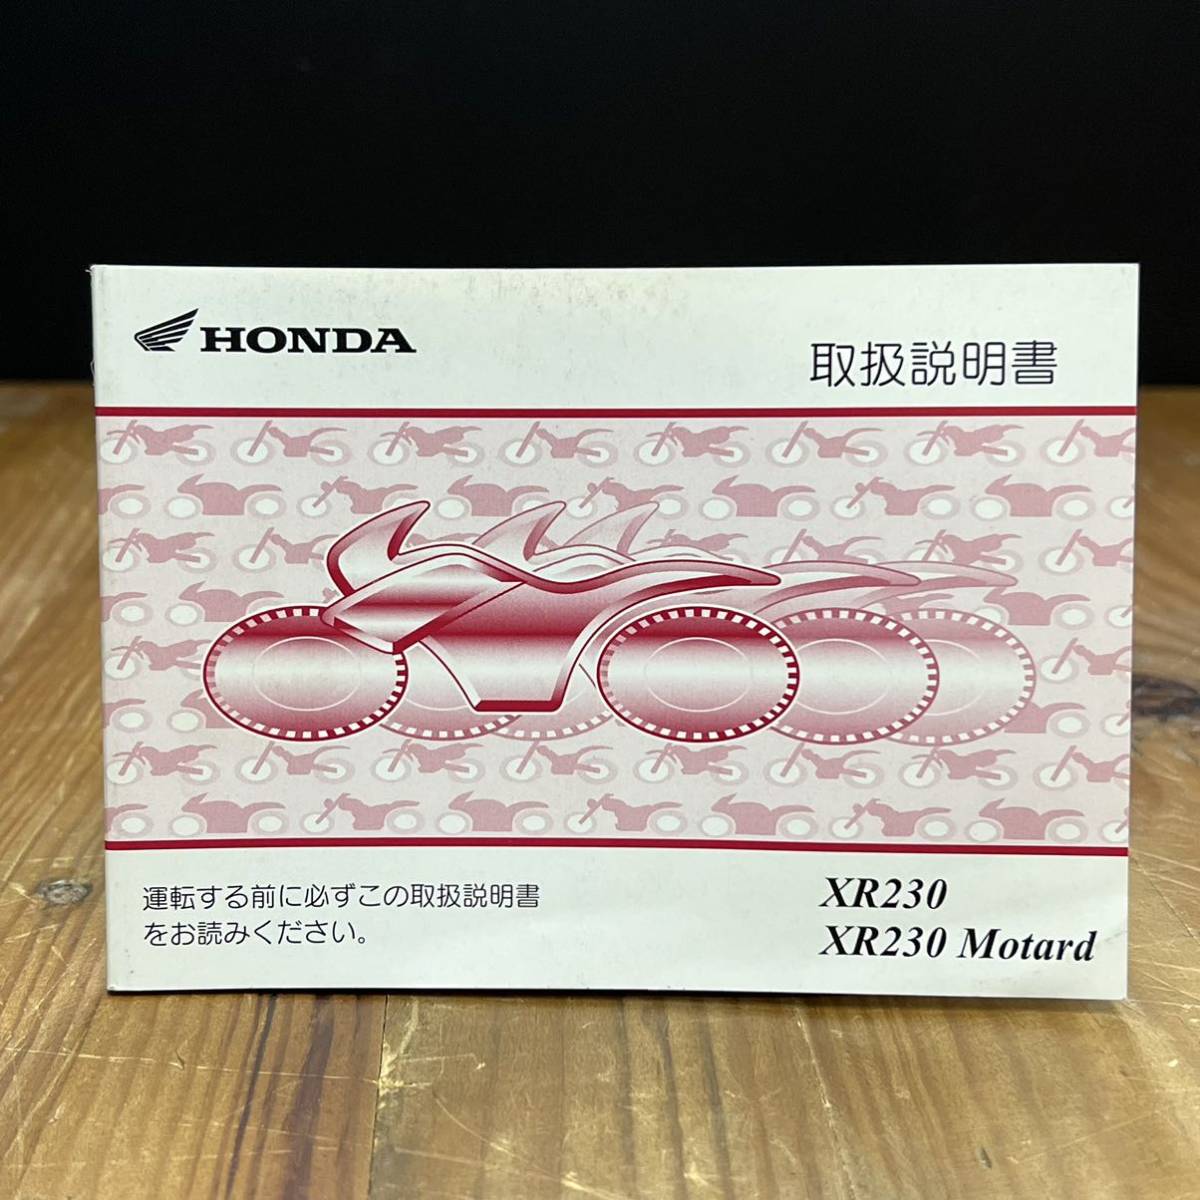 HONDA
取扱説明書
運転する前に必ずこの取扱説明書
をお読みください。
XR230
XR230 Motard